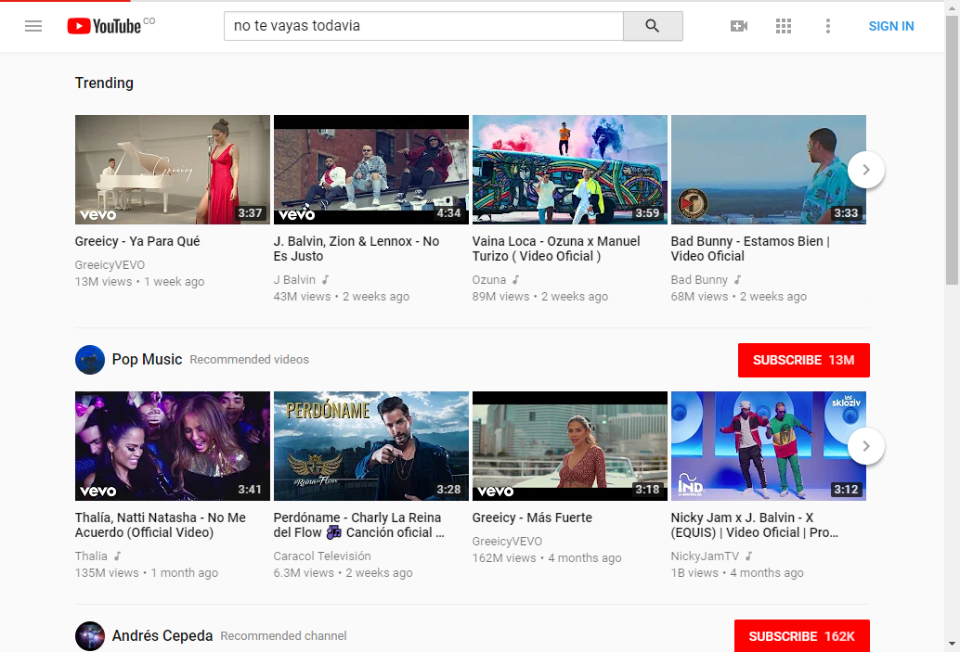 YouTube CO
no te vayas todavia
SIGN IN
Trending
Greeicy
vevo
3:37
vevo
4:34
3:59
3:33
Greeicy - Ya Para Qué
GreeicyVEVO
13M views • 1 week ago
J. Balvin, Zion & Lennox - No
Es Justo
J Balvin
43M views • 2 weeks ago
Vaina Loca - Ozuna x Manuel
Turizo ( Video Oficial )
Ozuna
89M views • 2 weeks ago
Bad Bunny - Estamos Bien |
Video Oficial
Bad Bunny
68M views • 2 weeks ago
Pop Music Recommended videos
SUBSCRIBE 13M
vevo
3:41
PERDÓNAME
La Reina del Flow
3:28
vevo
3:18
skloziv
IND
3:12
Thalía, Natti Natasha - No Me
Acuerdo (Official Video)
Thalia
135M views • 1 month ago
Perdóname - Charly La Reina
del Flow 🎶 Canción oficial ...
Caracol Televisión
6.3M views • 2 weeks ago
Greeicy - Más Fuerte
GreeicyVEVO
162M views • 4 months ago
Nicky Jam x J. Balvin - X
(EQUIS) | Video Oficial | Pro...
NickyJamTV
1B views • 4 months ago
Andrés Cepeda Recommended channel
SUBSCRIBE 162K